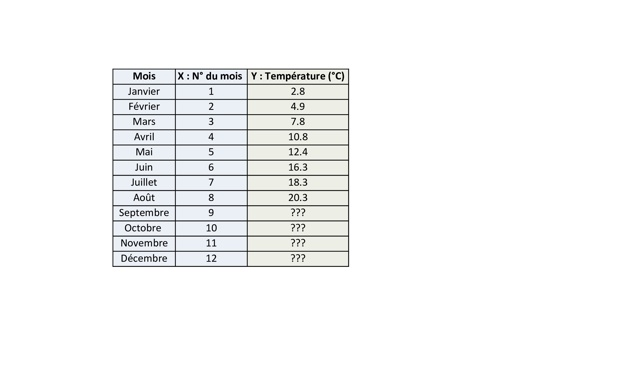 Mois X : N° du mois Y : Température (°C)
Janvier 1 2.8
Février 2 4.9
Mars 3 7.8
Avril 4 10.8
Mai 5 12.4
Juin 6 16.3
Juillet 7 18.3
Août 8 20.3
Septembre 9 ???
Octobre 10 ???
Novembre 11 ???
Décembre 12 ???